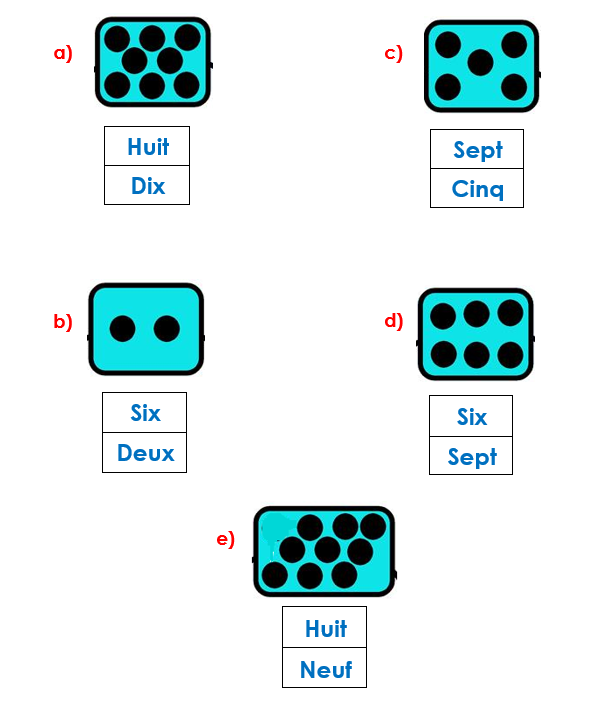 a)
Huit
Dix
c)
Sept
Cinq
b)
Six
Deux
d)
Six
Sept
e)
Huit
Neuf